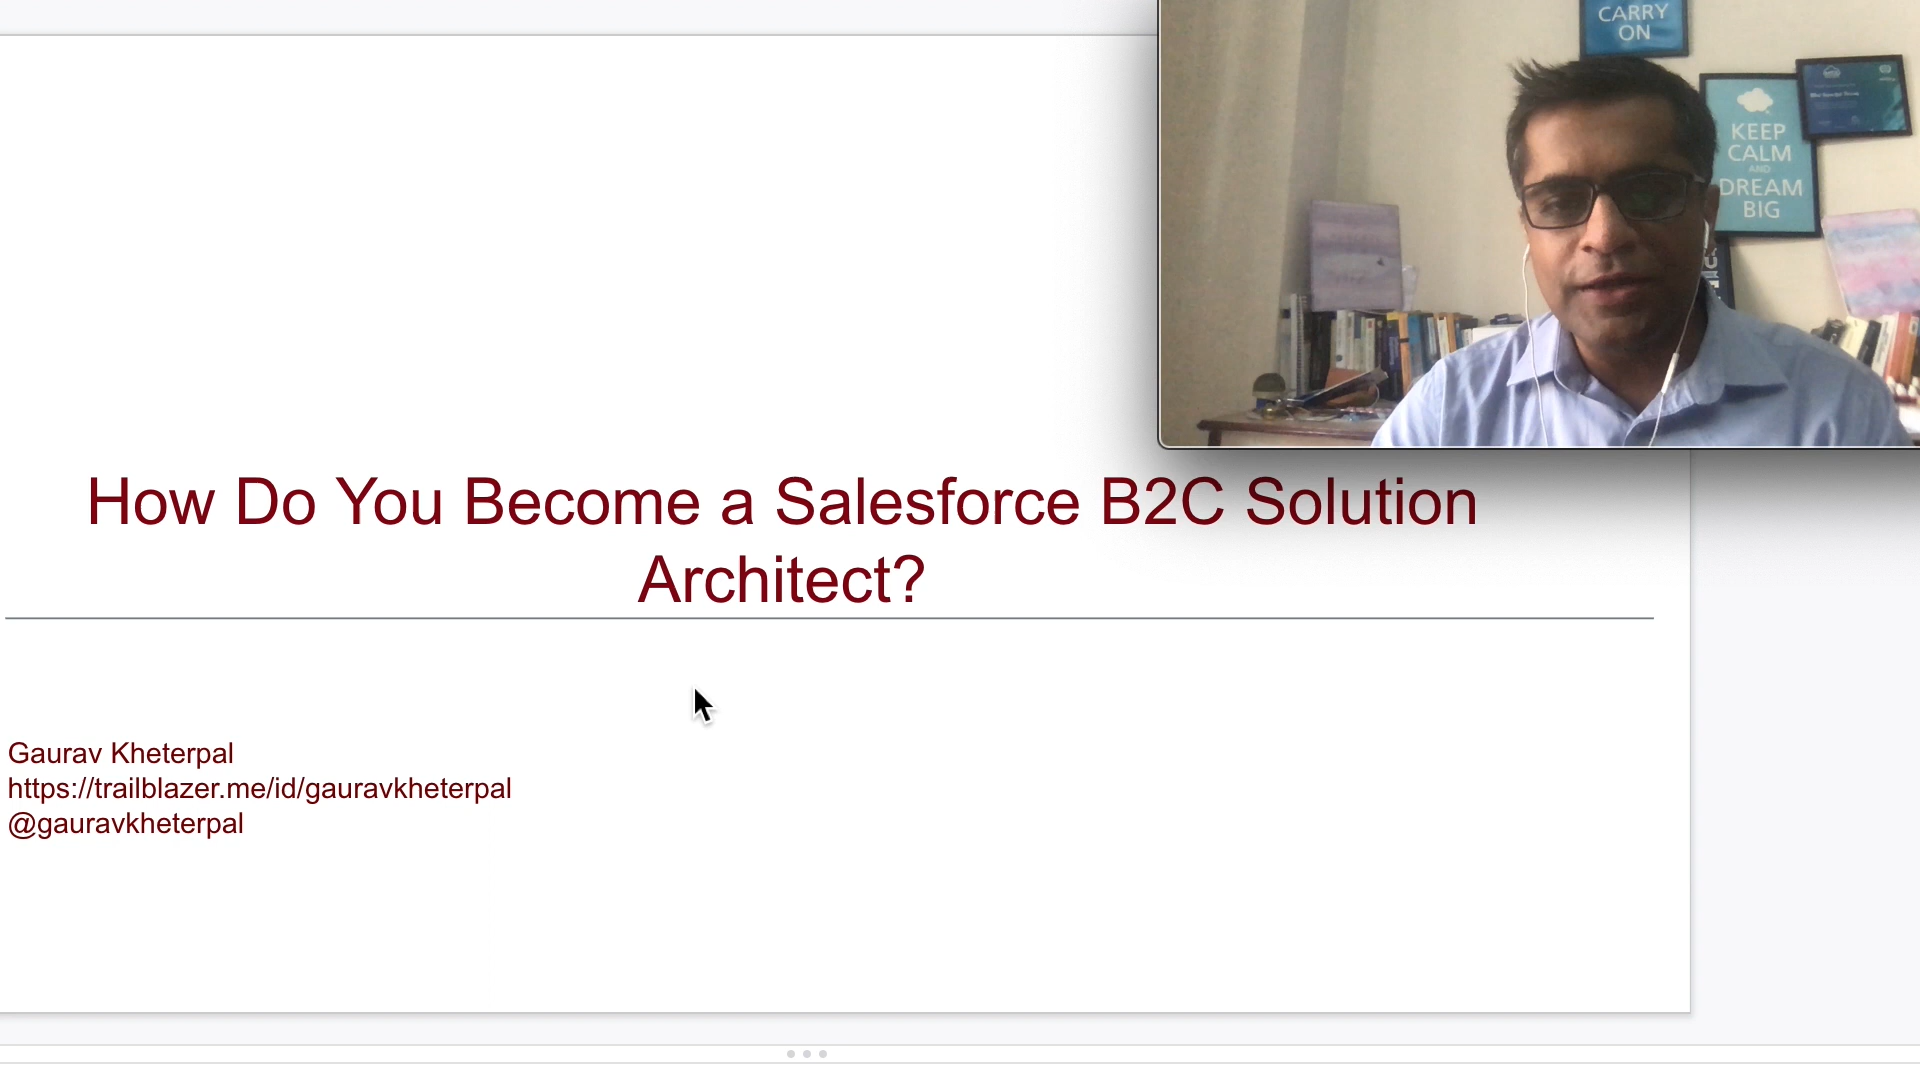 CARRY
ON
KEEP
CALM
AND
DREAM
BIG
How Do You Become a Salesforce B2C Solution
Architect?
Gaurav Kheterpal
https://trailblazer.me/id/gauravkheterpal
@gauravkheterpal